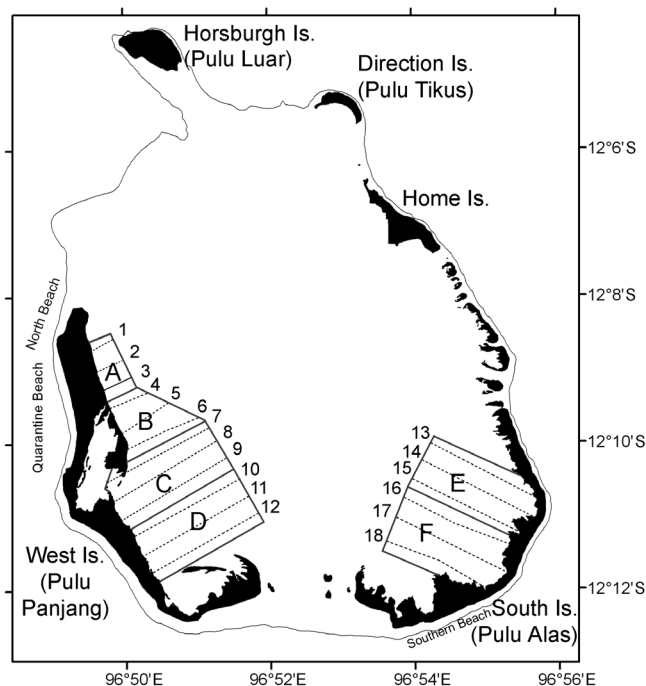 Horsburgh Is.
(Pulu Luar)
Direction Is.
(Pulu Tikus)
12°6'S
Home Is.
12°8'S
North Beach
1
2
3
A
4
5
6
7
B
8
9
10
11
12
C
D
Quarantine Beach
12°10'S
13
14
15
16
17
18
E
F
West Is.
(Pulu
Panjang)
12°12'S
South Is.
(Pulu Alas)
Southern Beach
96°50'E
96°52'E
96°54'E
96°56'E